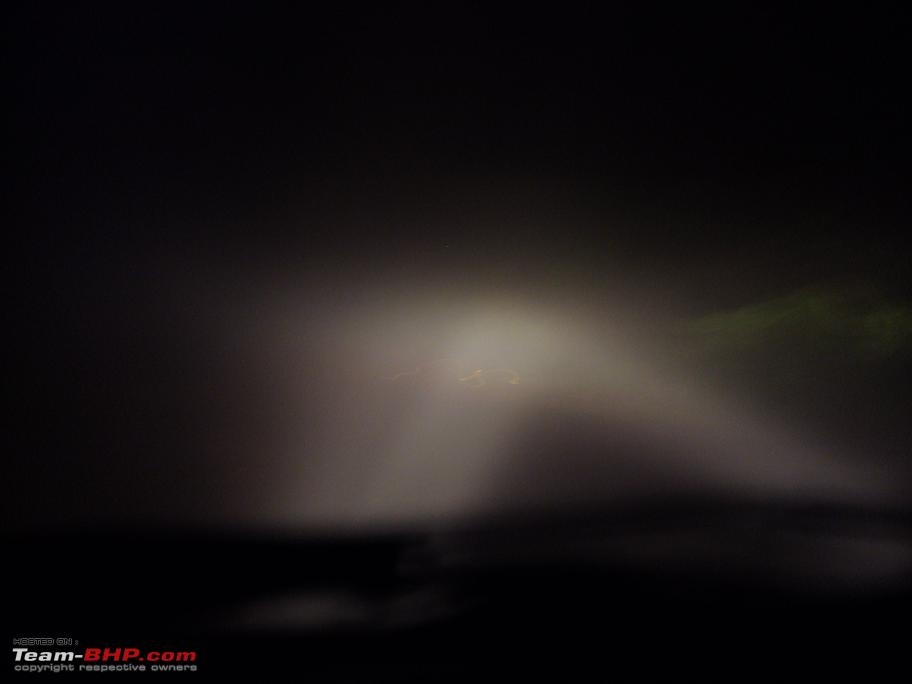 HOSTED ON :
Team-BHP.com
copyright respective owners